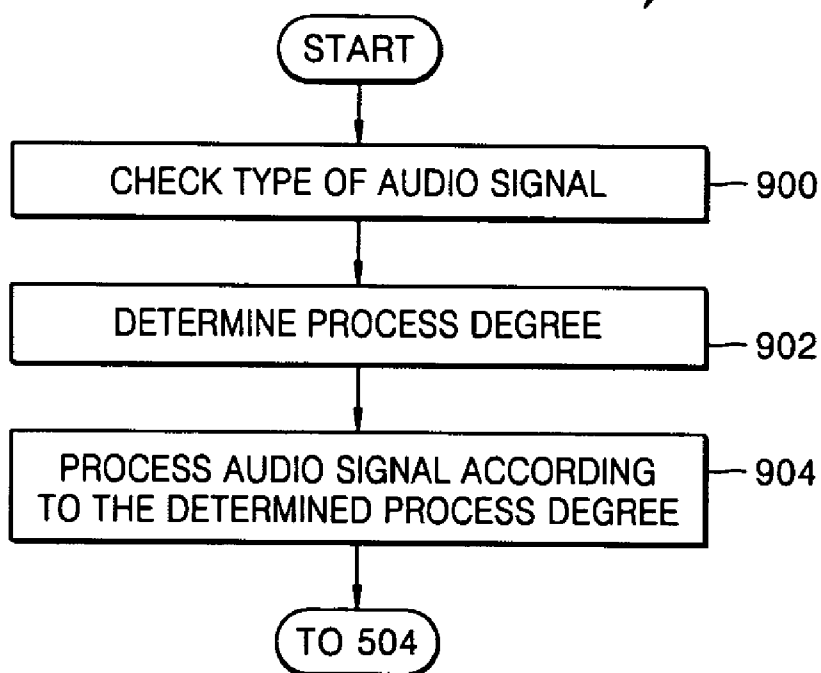 START
CHECK TYPE OF AUDIO SIGNAL
900
DETERMINE PROCESS DEGREE
902
PROCESS AUDIO SIGNAL ACCORDING
TO THE DETERMINED PROCESS DEGREE
904
TO 504